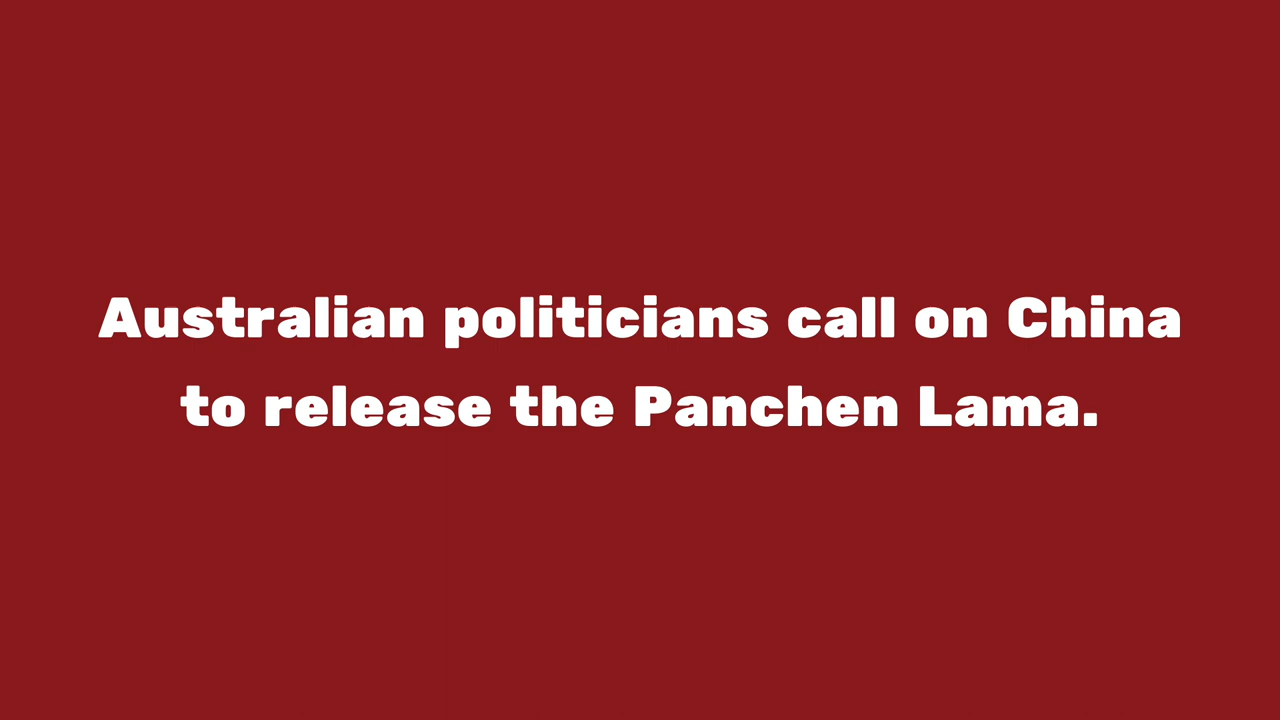 Australian politicians call on China
to release the Panchen Lama.